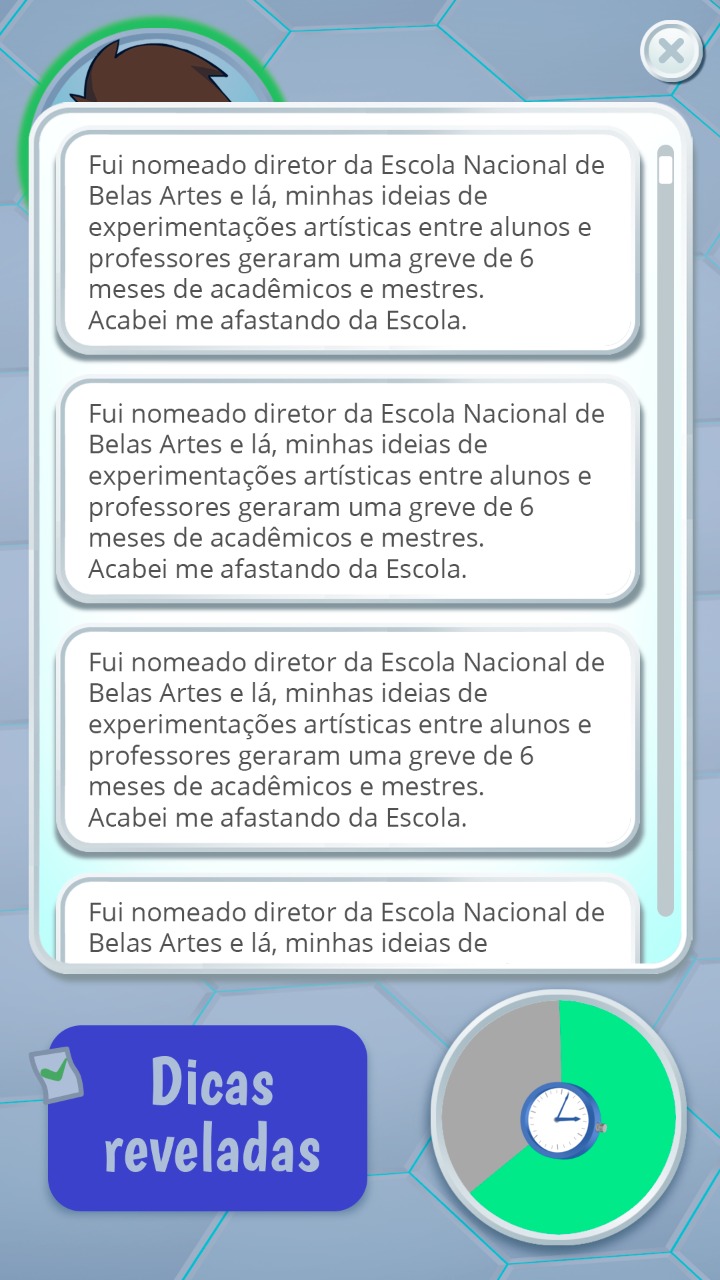 Fui nomeado diretor da Escola Nacional de
Belas Artes e lá, minhas ideias de
experimentações artísticas entre alunos e
professores geraram uma greve de 6
meses de acadêmicos e mestres.
Acabei me afastando da Escola.
Fui nomeado diretor da Escola Nacional de
Belas Artes e lá, minhas ideias de
experimentações artísticas entre alunos e
professores geraram uma greve de 6
meses de acadêmicos e mestres.
Acabei me afastando da Escola.
Fui nomeado diretor da Escola Nacional de
Belas Artes e lá, minhas ideias de
experimentações artísticas entre alunos e
professores geraram uma greve de 6
meses de acadêmicos e mestres.
Acabei me afastando da Escola.
Fui nomeado diretor da Escola Nacional de
Belas Artes e lá, minhas ideias de
Dicas
reveladas